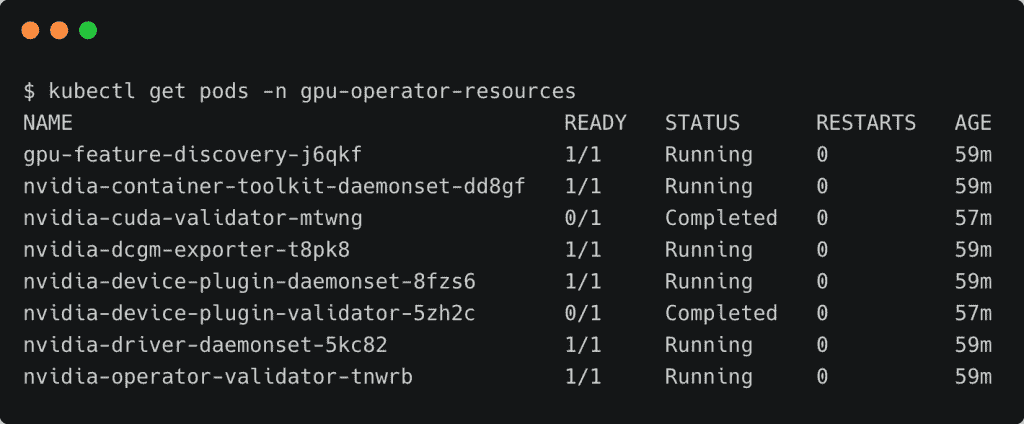 $ kubectl get pods -n gpu-operator-resources
NAME READY STATUS RESTARTS AGE
gpu-feature-discovery-j6qkf 1/1 Running 0 59m
nvidia-container-toolkit-daemonset-dd8gf 1/1 Running 0 59m
nvidia-cuda-validator-mtwng 0/1 Completed 0 57m
nvidia-dcgm-exporter-t8pk8 1/1 Running 0 59m
nvidia-device-plugin-daemonset-8fzs6 1/1 Running 0 59m
nvidia-device-plugin-validator-5zh2c 0/1 Completed 0 57m
nvidia-driver-daemonset-5kc82 1/1 Running 0 59m
nvidia-operator-validator-tnwrb 1/1 Running 0 59m